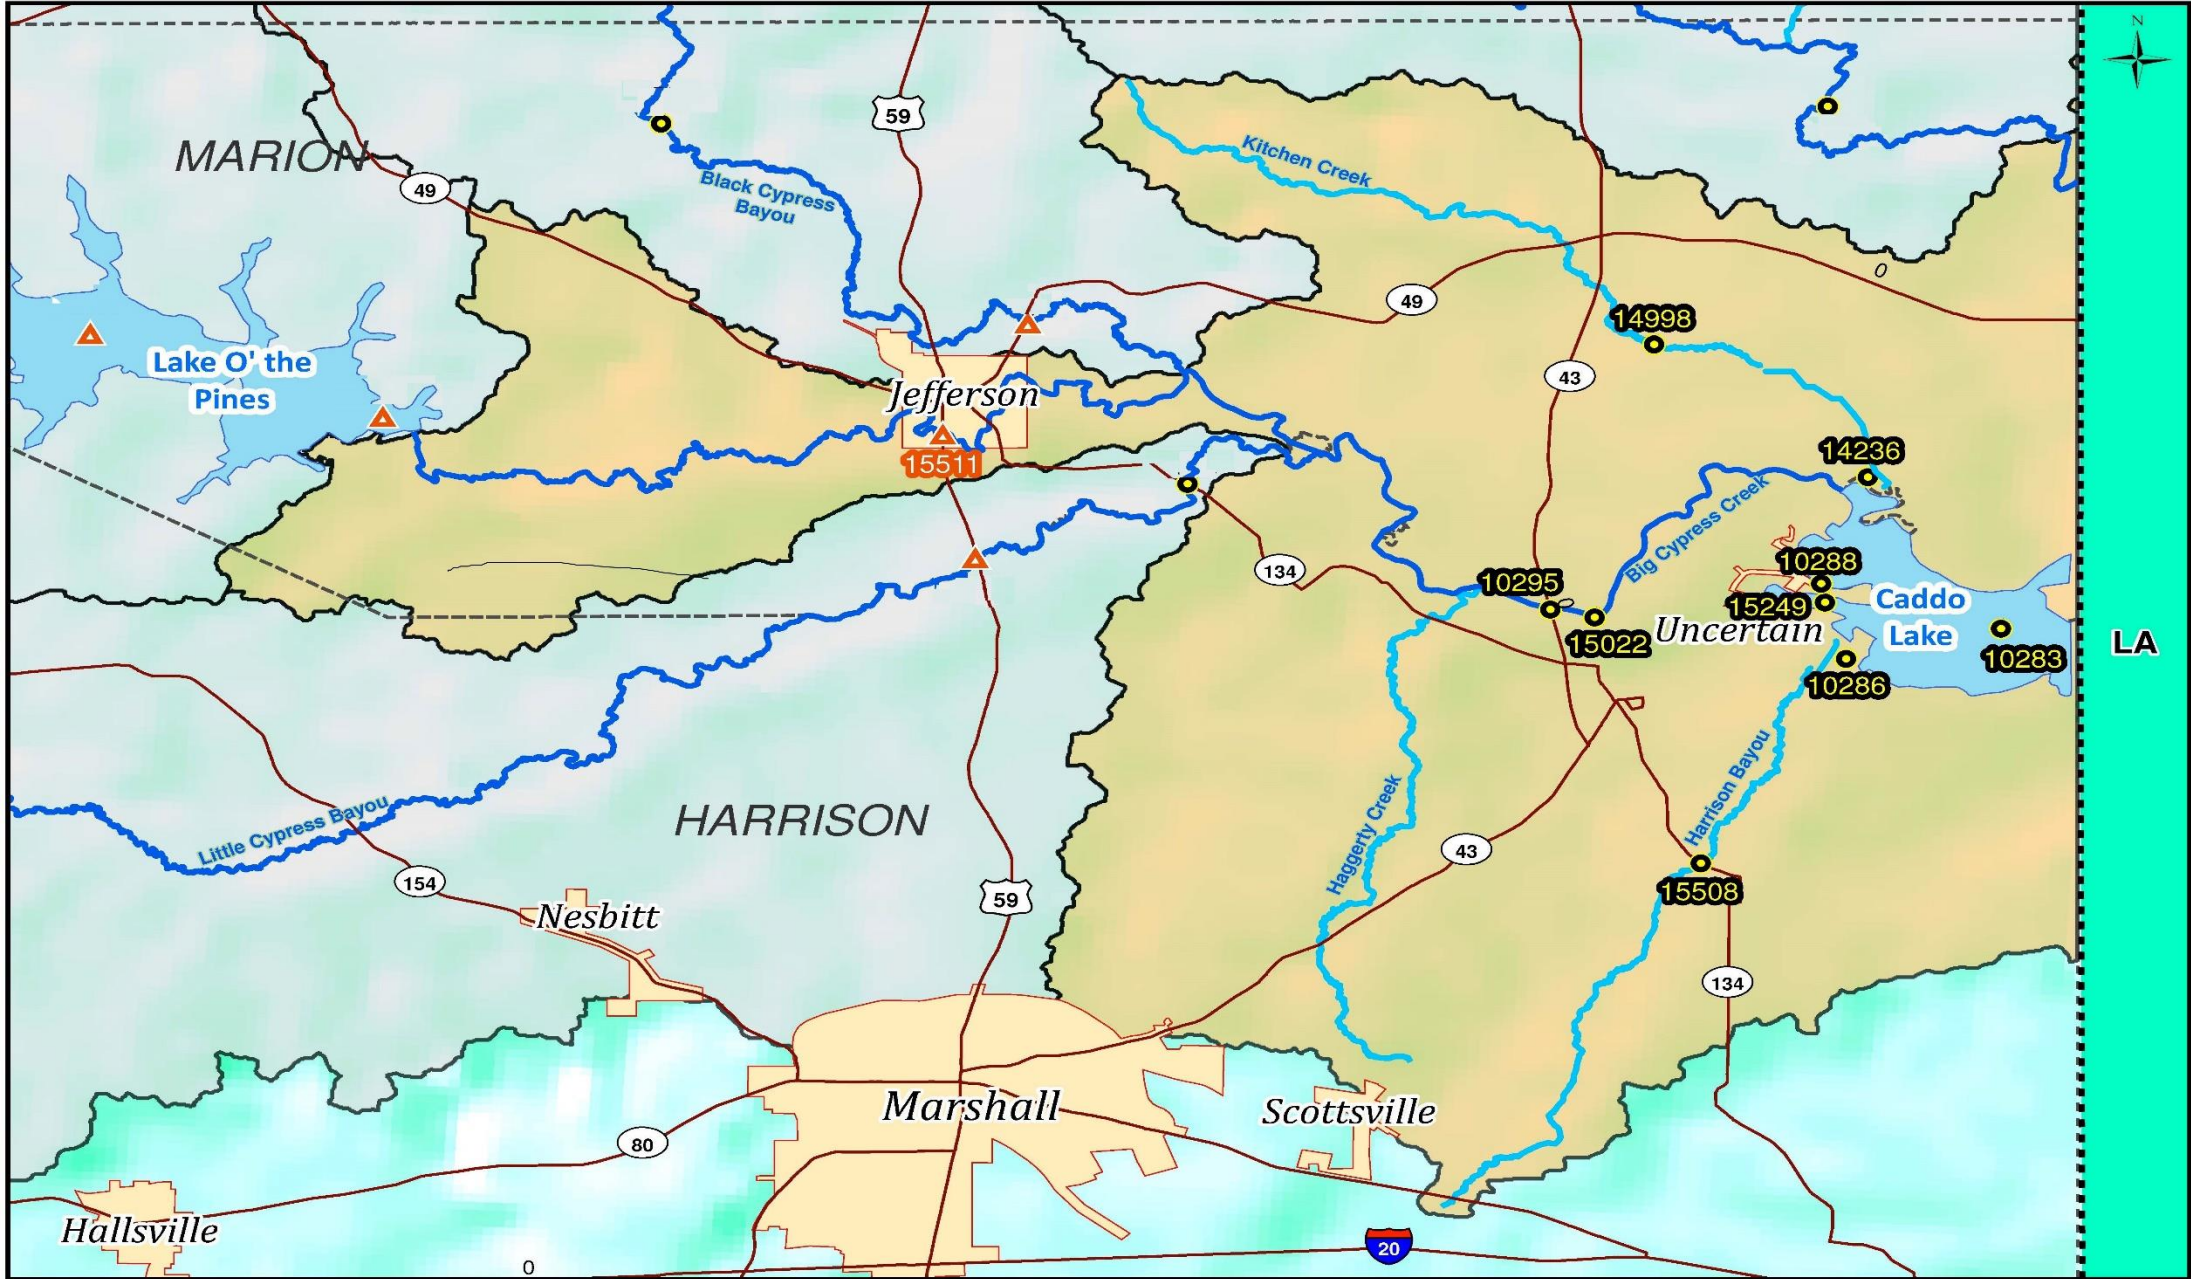 N
59
MARION
Kitchen Creek
49
Black Cypress
Bayou
0
49
14998
Lake O' the
Pines
43
Jefferson
14236
15511
Big Cypress Creek
134
10288
10295
Caddo
Lake
15249
Uncertain
15022
LA
10283
10286
HARRISON
Harrison Bayou
Little Cypress Bayou
Haggerty Creek
43
154
15508
59
Nesbitt
134
Marshall
Scottsville
80
Hallsville
20
0